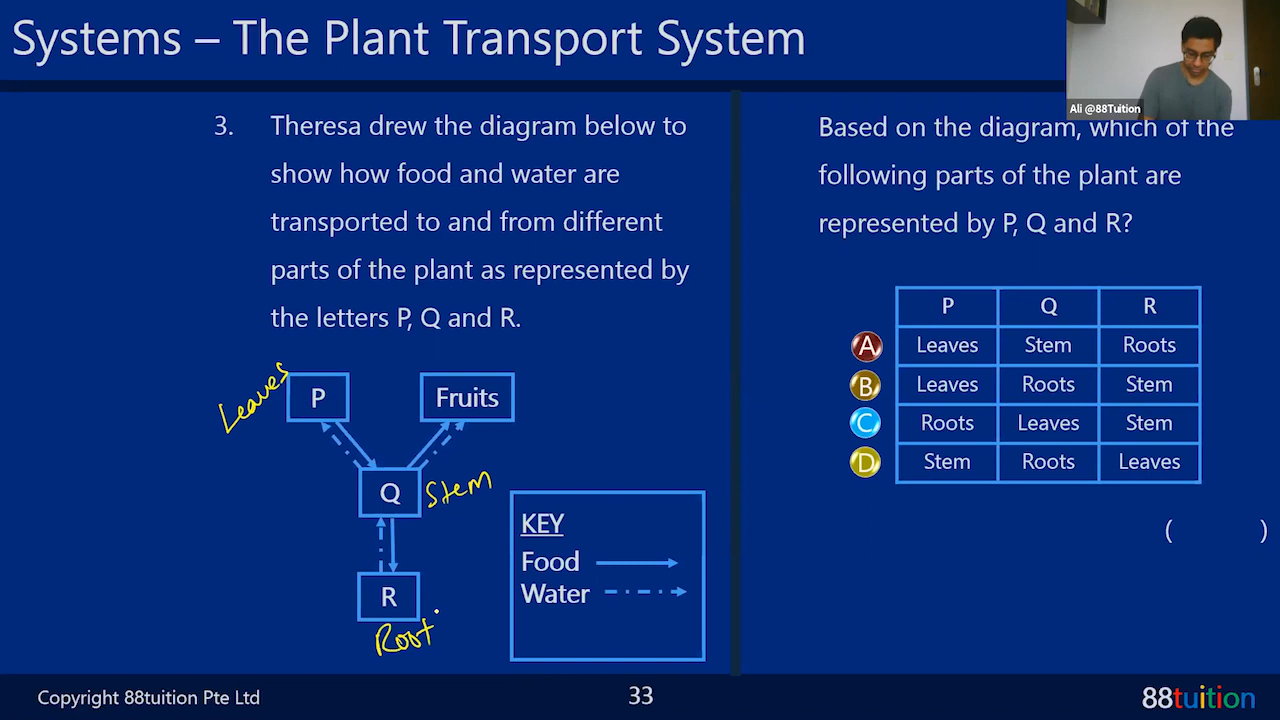 Systems – The Plant Transport System
Ali @88Tuition
3. Theresa drew the diagram below to
show how food and water are
transported to and from different
parts of the plant as represented by
the letters P, Q and R.
Leaves
P
Fruits
Q
Stem
R
Root
KEY
Food
Water
Based on the diagram, which of the
following parts of the plant are
represented by P, Q and R?
P Q R
A Leaves Stem Roots
B Leaves Roots Stem
C Roots Leaves Stem
D Stem Roots Leaves
( )
Copyright 88tuition Pte Ltd
33
88tuition